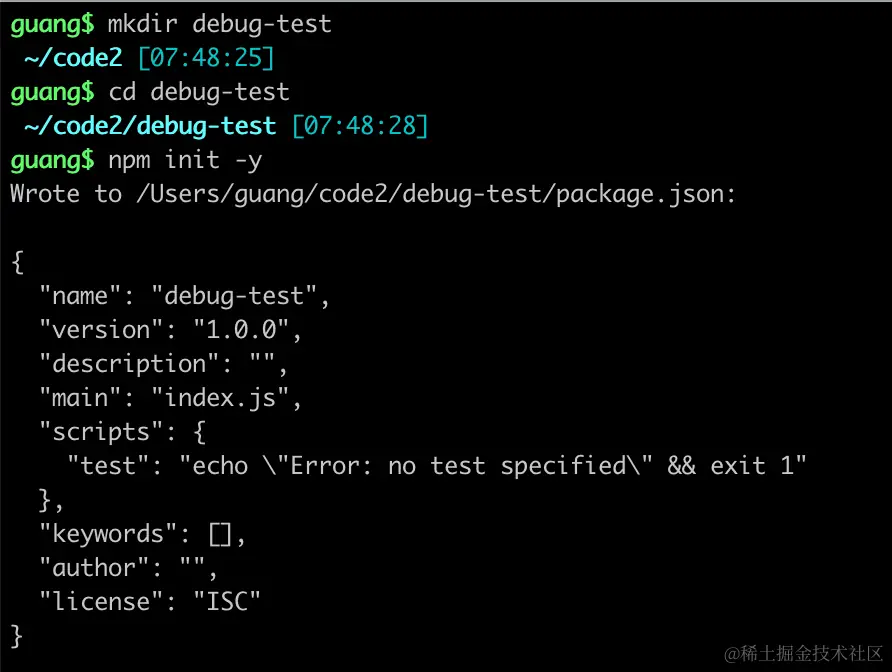 guang$ mkdir debug-test
~/code2 [07:48:25]
guang$ cd debug-test
~/code2/debug-test [07:48:28]
guang$ npm init -y
Wrote to /Users/guang/code2/debug-test/package.json:

{
  "name": "debug-test",
  "version": "1.0.0",
  "description": "",
  "main": "index.js",
  "scripts": {
    "test": "echo \"Error: no test specified\" && exit 1"
  },
  "keywords": [],
  "author": "",
  "license": "ISC"
}
@稀土掘金技术社区